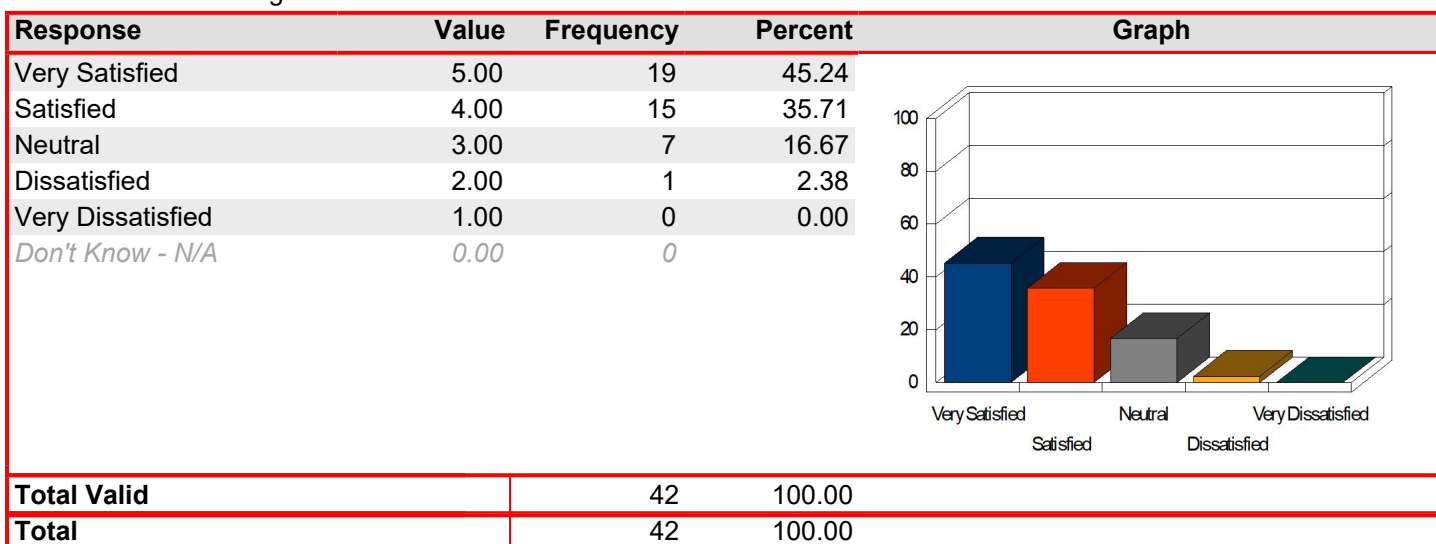 Response Value Frequency Percent Graph
Very Satisfied 5.00 19 45.24
Satisfied 4.00 15 35.71
Neutral 3.00 7 16.67
Dissatisfied 2.00 1 2.38
Very Dissatisfied 1.00 0 0.00
Don't Know - N/A 0.00 0
100
80
60
40
20
0
Very Satisfied Neutral Very Dissatisfied
Satisfied Dissatisfied
Total Valid 42 100.00
Total 42 100.00